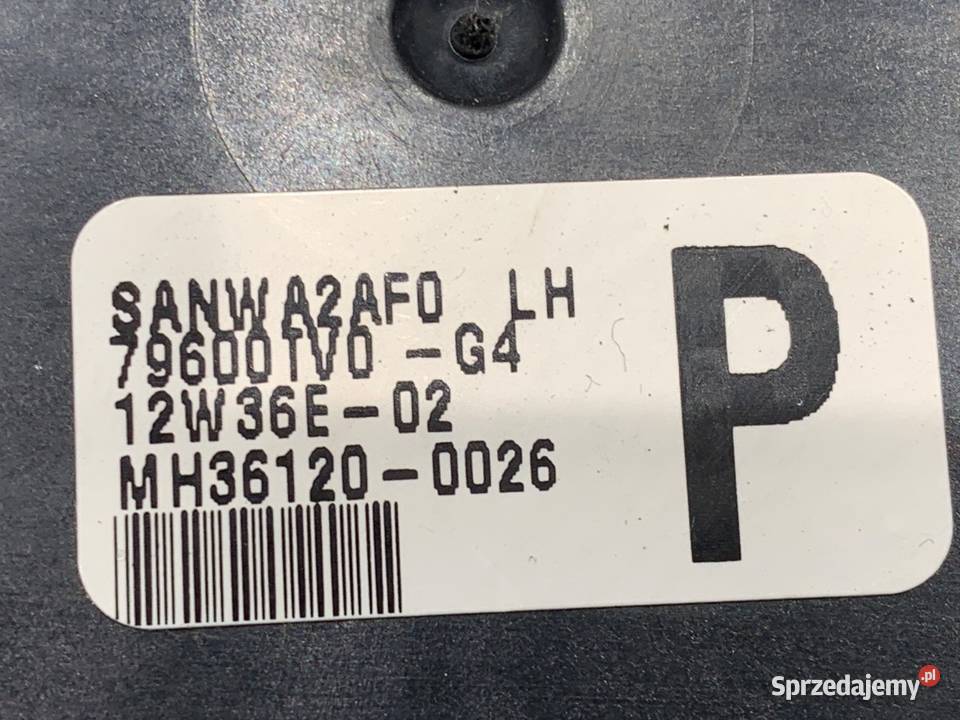 SANWA2AF0 LH
79600TV0-G4
12W36E-02
MH36120-0026
P
Sprzedajemy.pl